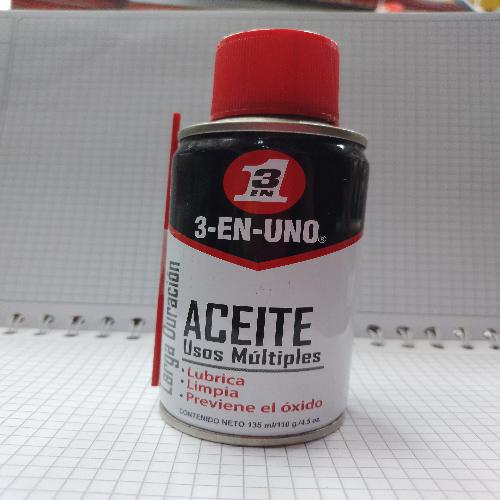 3
EN
1
3-EN-UNO®
Larga Duración
ACEITE
Usos Múltiples
• Lubrica
• Limpia
• Previene el óxido
CONTENIDO NETO 135 ml/110 g./4.5 oz.